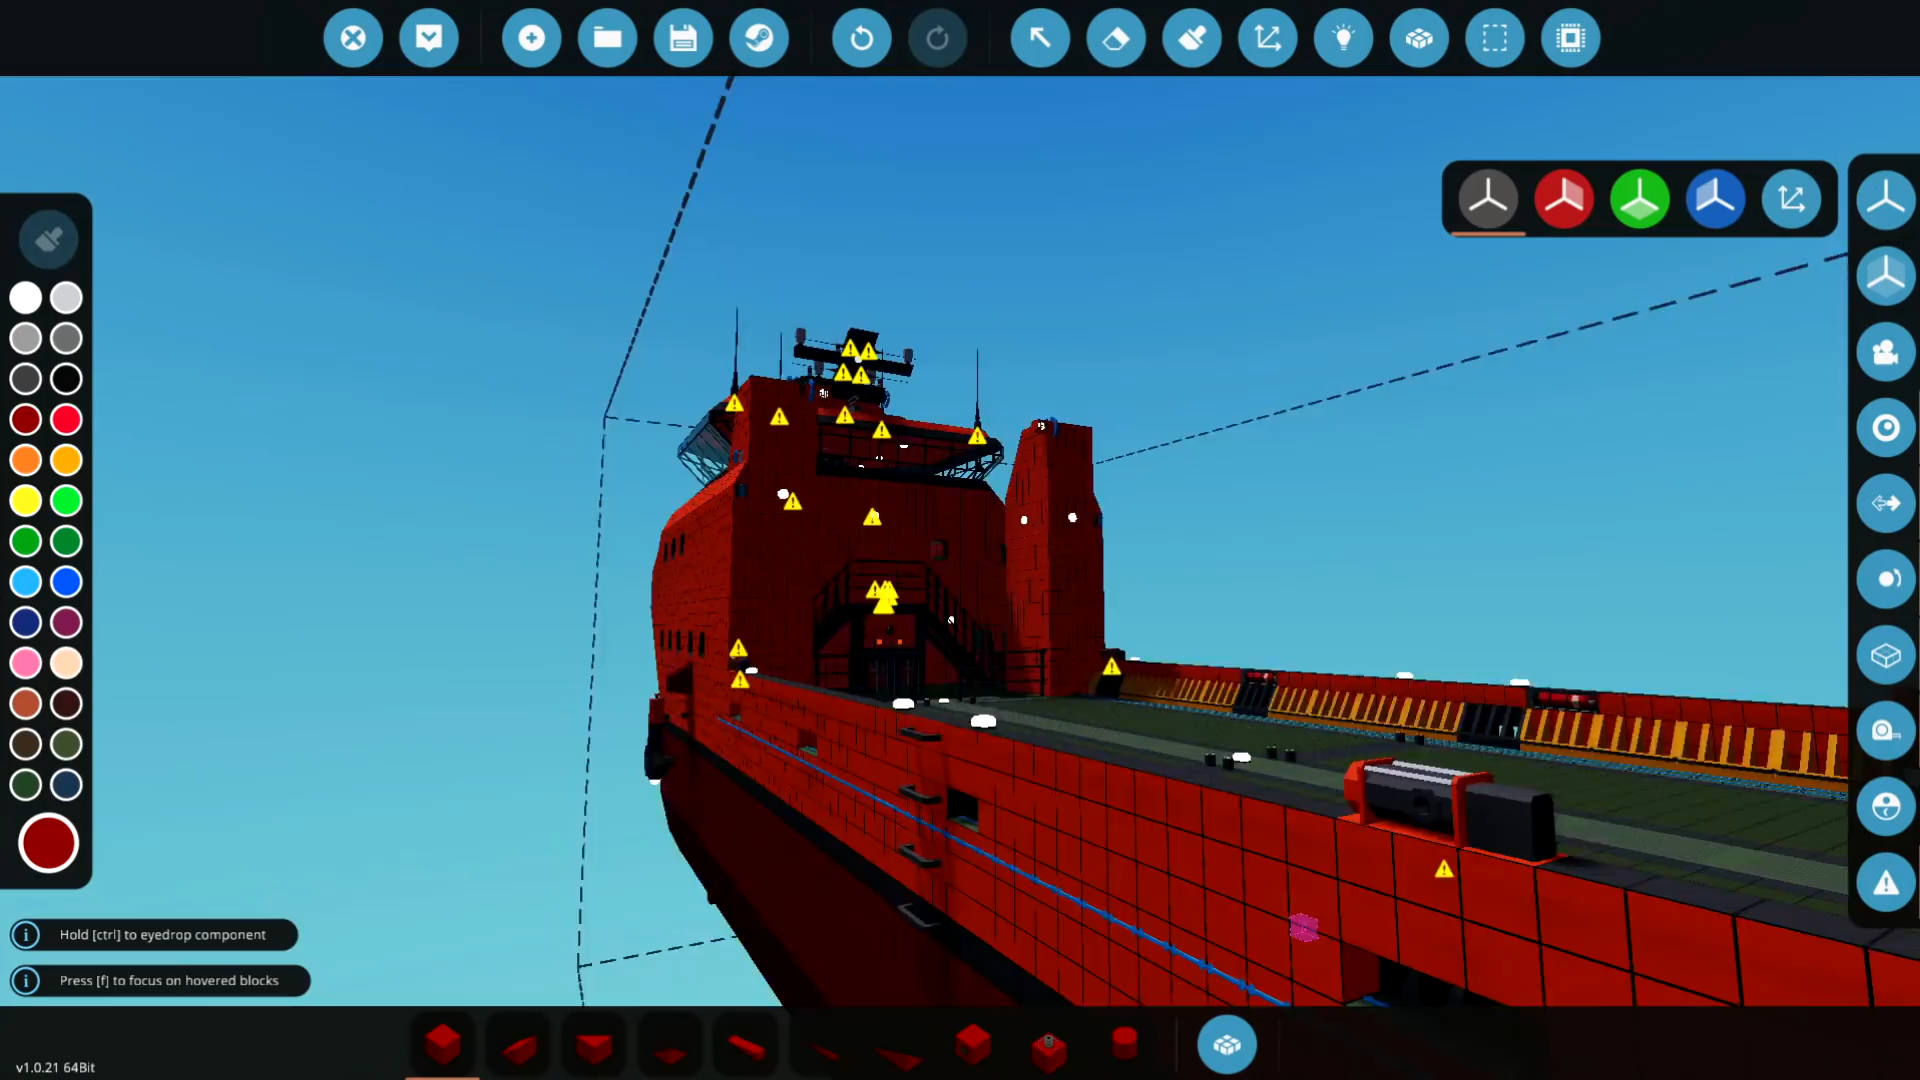 Hold [ctrl] to eyedrop component
Press [f] to focus on hovered blocks
v1.0.21 64Bit